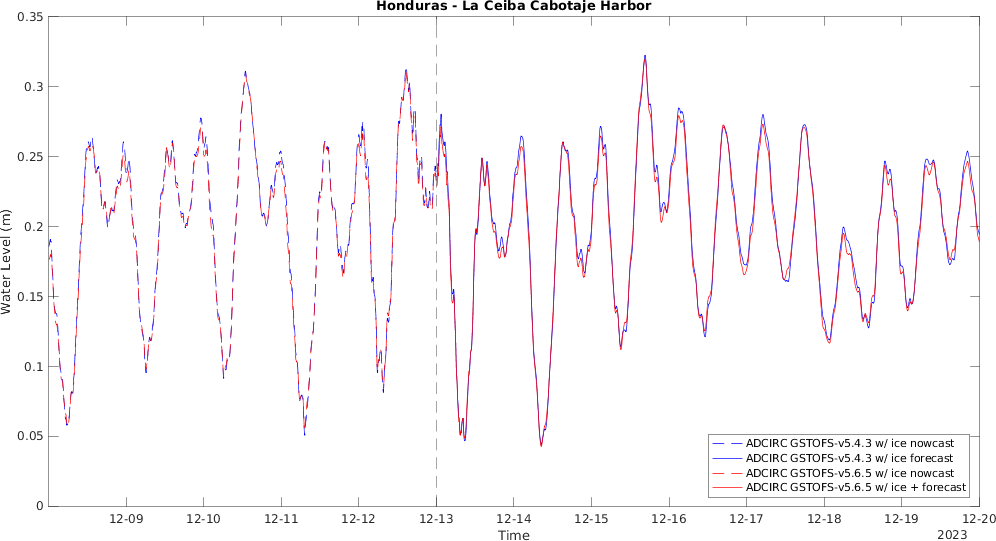 Honduras - La Ceiba Cabotaje Harbor
0.35
0.3
0.25
0.2
0.15
0.1
0.05
0
Water Level (m)
12-09 12-10 12-11 12-12 12-13 12-14 12-15 12-16 12-17 12-18 12-19 12-20
Time
2023
ADCIRC GSTOFS-v5.4.3 w/ ice nowcast
ADCIRC GSTOFS-v5.4.3 w/ ice forecast
ADCIRC GSTOFS-v5.6.5 w/ ice nowcast
ADCIRC GSTOFS-v5.6.5 w/ ice + forecast